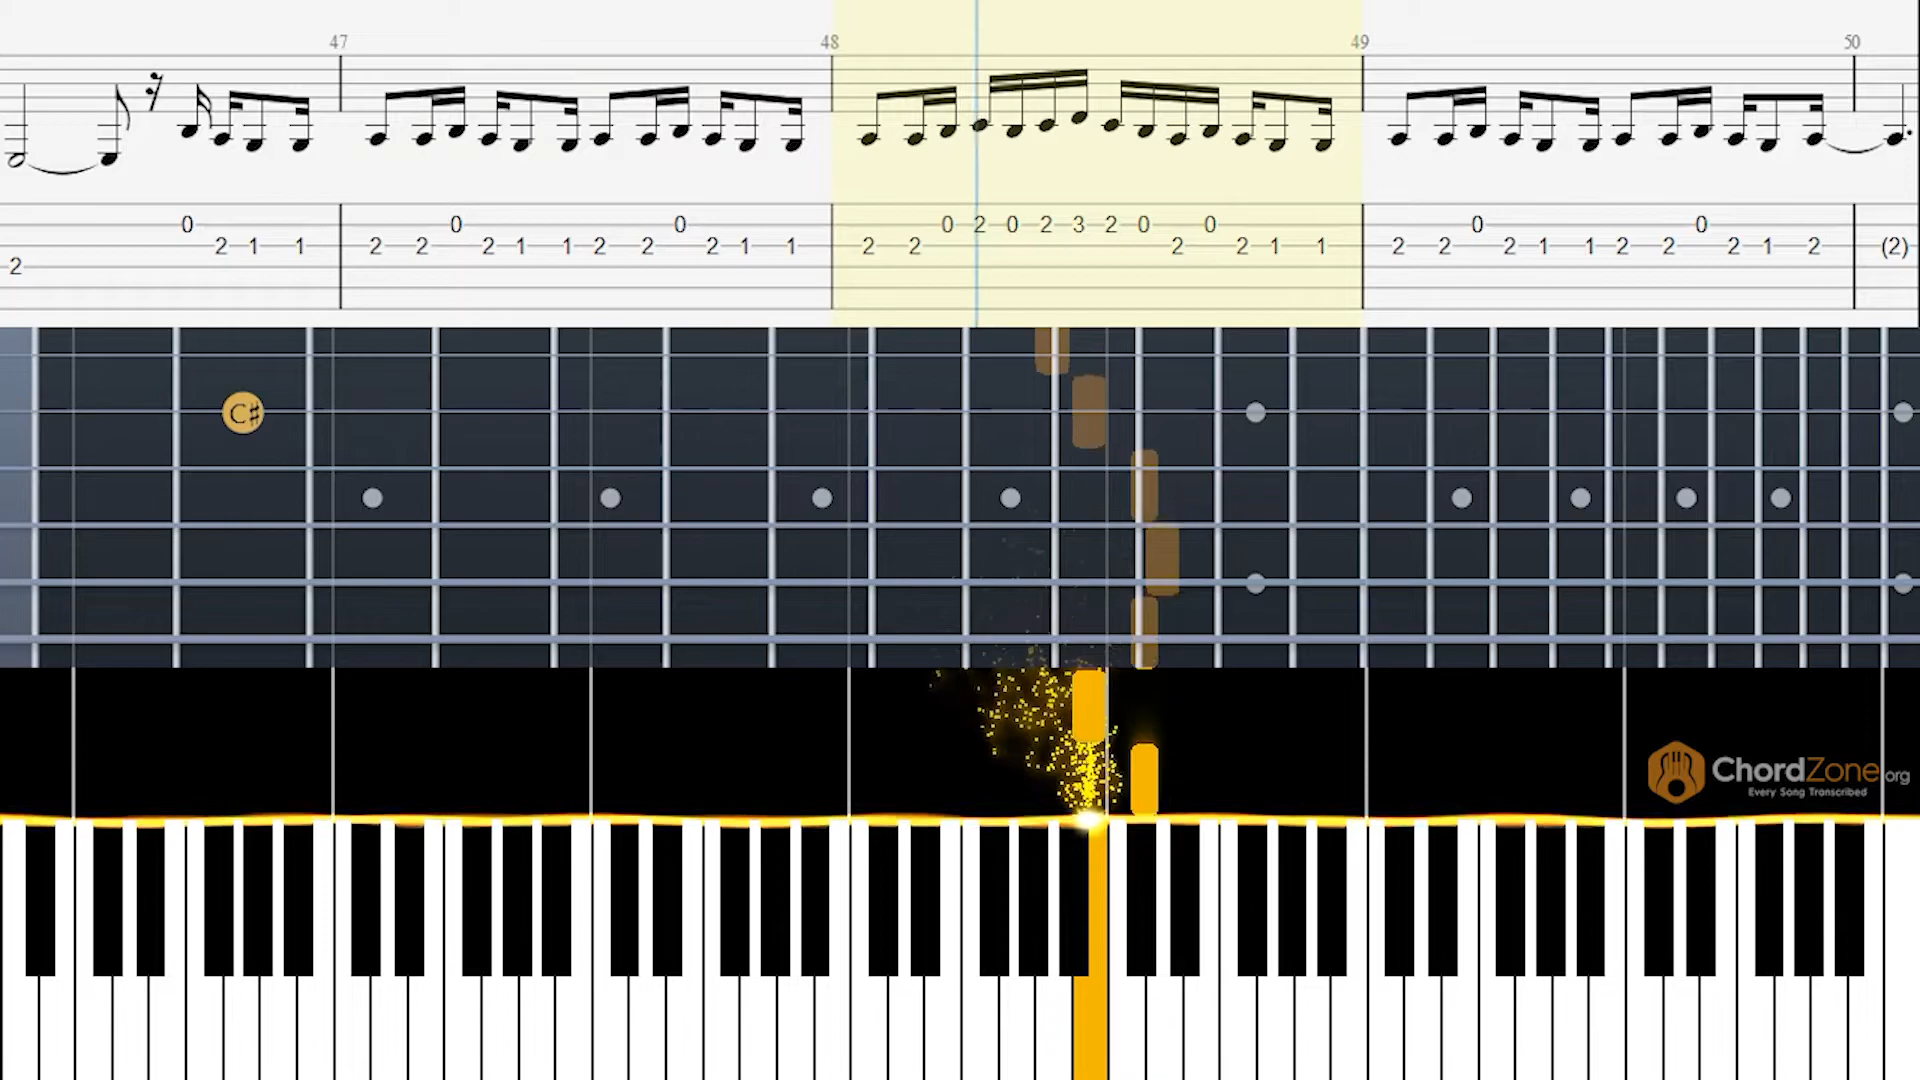 47 48 49 50
0 0 0 0 2 0 2 3 2 0 0 0 0
2 1 1 2 2 2 1 1 2 2 2 1 1 2 2 2 2 1 1 2 2 2 1 1 2 2 2 1 2 (2)
2
C♯
ChordZone.org
Every Song Transcribed